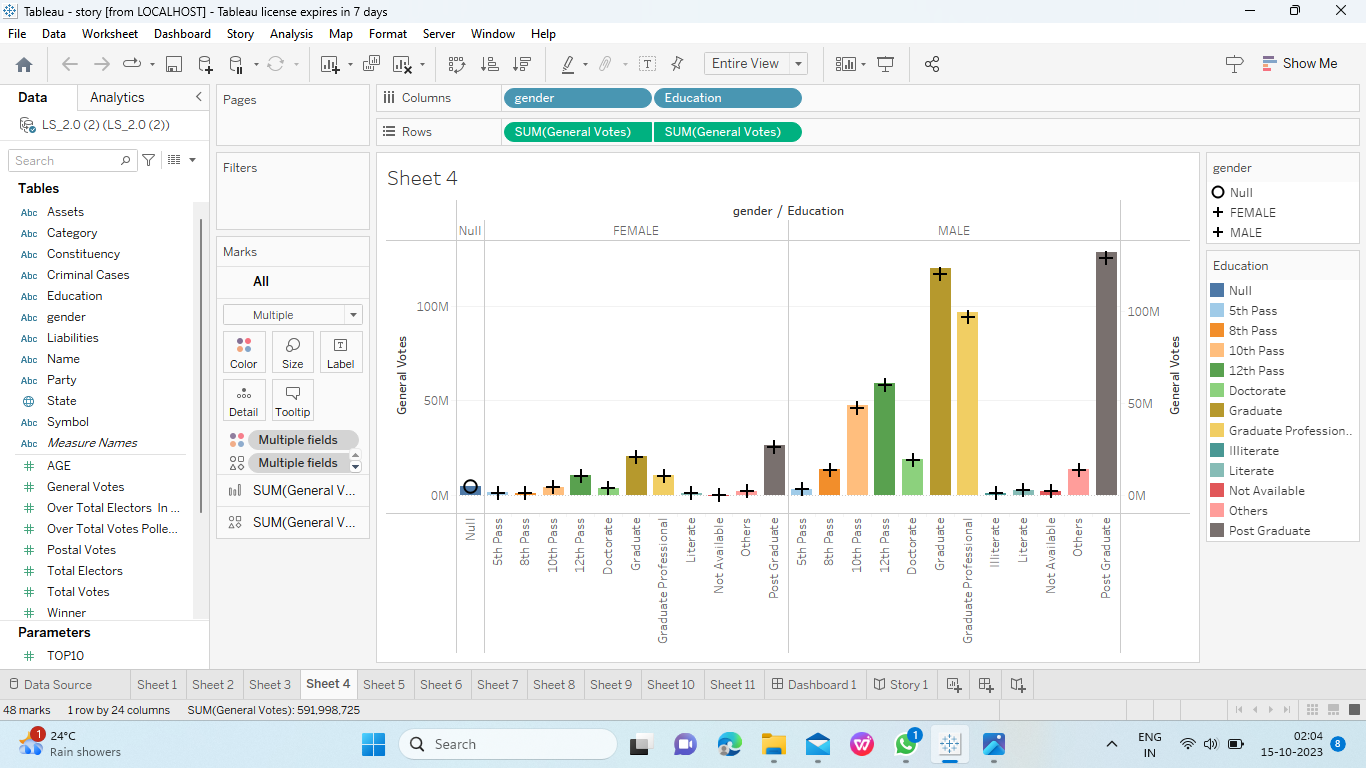 Tableau - story [from LOCALHOST] - Tableau license expires in 7 days
File Data Worksheet Dashboard Story Analysis Map Format Server Window Help
Entire View
Show Me
Data Analytics
LS_2.0 (2) (LS_2.0 (2))
Search
Tables
Abc Assets
Abc Category
Abc Constituency
Abc Criminal Cases
Abc Education
Abc gender
Abc Liabilities
Abc Name
Abc Party
State
Abc Symbol
Abc Measure Names
# AGE
# General Votes
# Over Total Electors In ...
# Over Total Votes Polle...
# Postal Votes
# Total Electors
# Total Votes
# Winner
Parameters
# TOP10
Pages
Filters
Marks
All
Multiple
Color Size Label
Detail Tooltip
Multiple fields
Multiple fields
SUM(General V...
SUM(General V...
Columns gender Education
Rows SUM(General Votes) SUM(General Votes)
Sheet 4
gender / Education
Null FEMALE MALE
General Votes
100M
50M
0M
General Votes
100M
50M
0M
Null
5th Pass
8th Pass
10th Pass
12th Pass
Doctorate
Graduate
Graduate Professional
Literate
Not Available
Others
Post Graduate
5th Pass
8th Pass
10th Pass
12th Pass
Doctorate
Graduate
Graduate Professional
Illiterate
Literate
Not Available
Others
Post Graduate
gender
Null
FEMALE
MALE
Education
Null
5th Pass
8th Pass
10th Pass
12th Pass
Doctorate
Graduate
Graduate Profession..
Illiterate
Literate
Not Available
Others
Post Graduate
Data Source Sheet 1 Sheet 2 Sheet 3 Sheet 4 Sheet 5 Sheet 6 Sheet 7 Sheet 8 Sheet 9 Sheet 10 Sheet 11 Dashboard 1 Story 1
48 marks 1 row by 24 columns SUM(General Votes): 591,998,725
1
24°C
Rain showers
Search
1
ENG
IN
02:04
15-10-2023
8